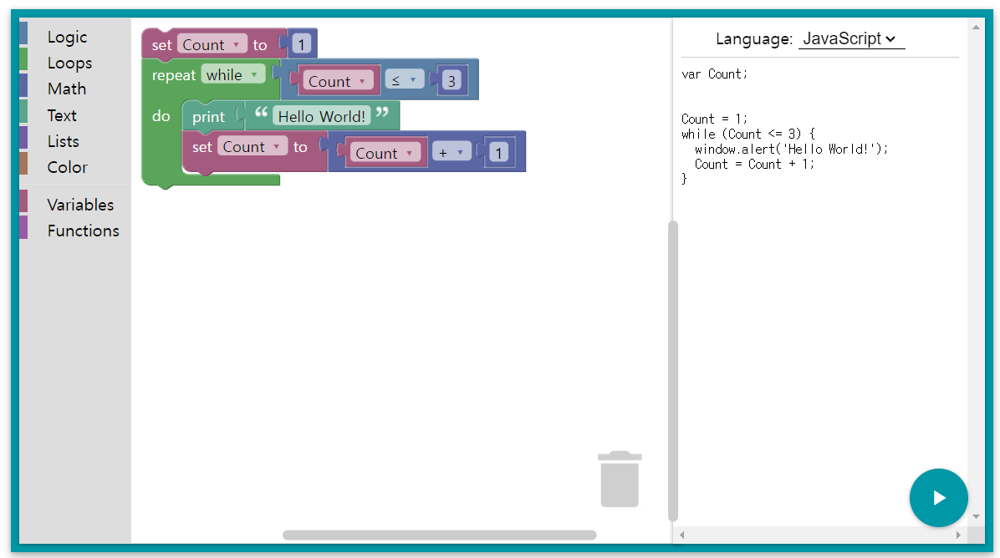 Logic
Loops
Math
Text
Lists
Color
Variables
Functions
set Count to 1
repeat while Count ≤ 3
do print “ Hello World! ”
set Count to Count + 1
Language: JavaScript
var Count;
Count = 1;
while (Count <= 3) {
  window.alert('Hello World!');
  Count = Count + 1;
}